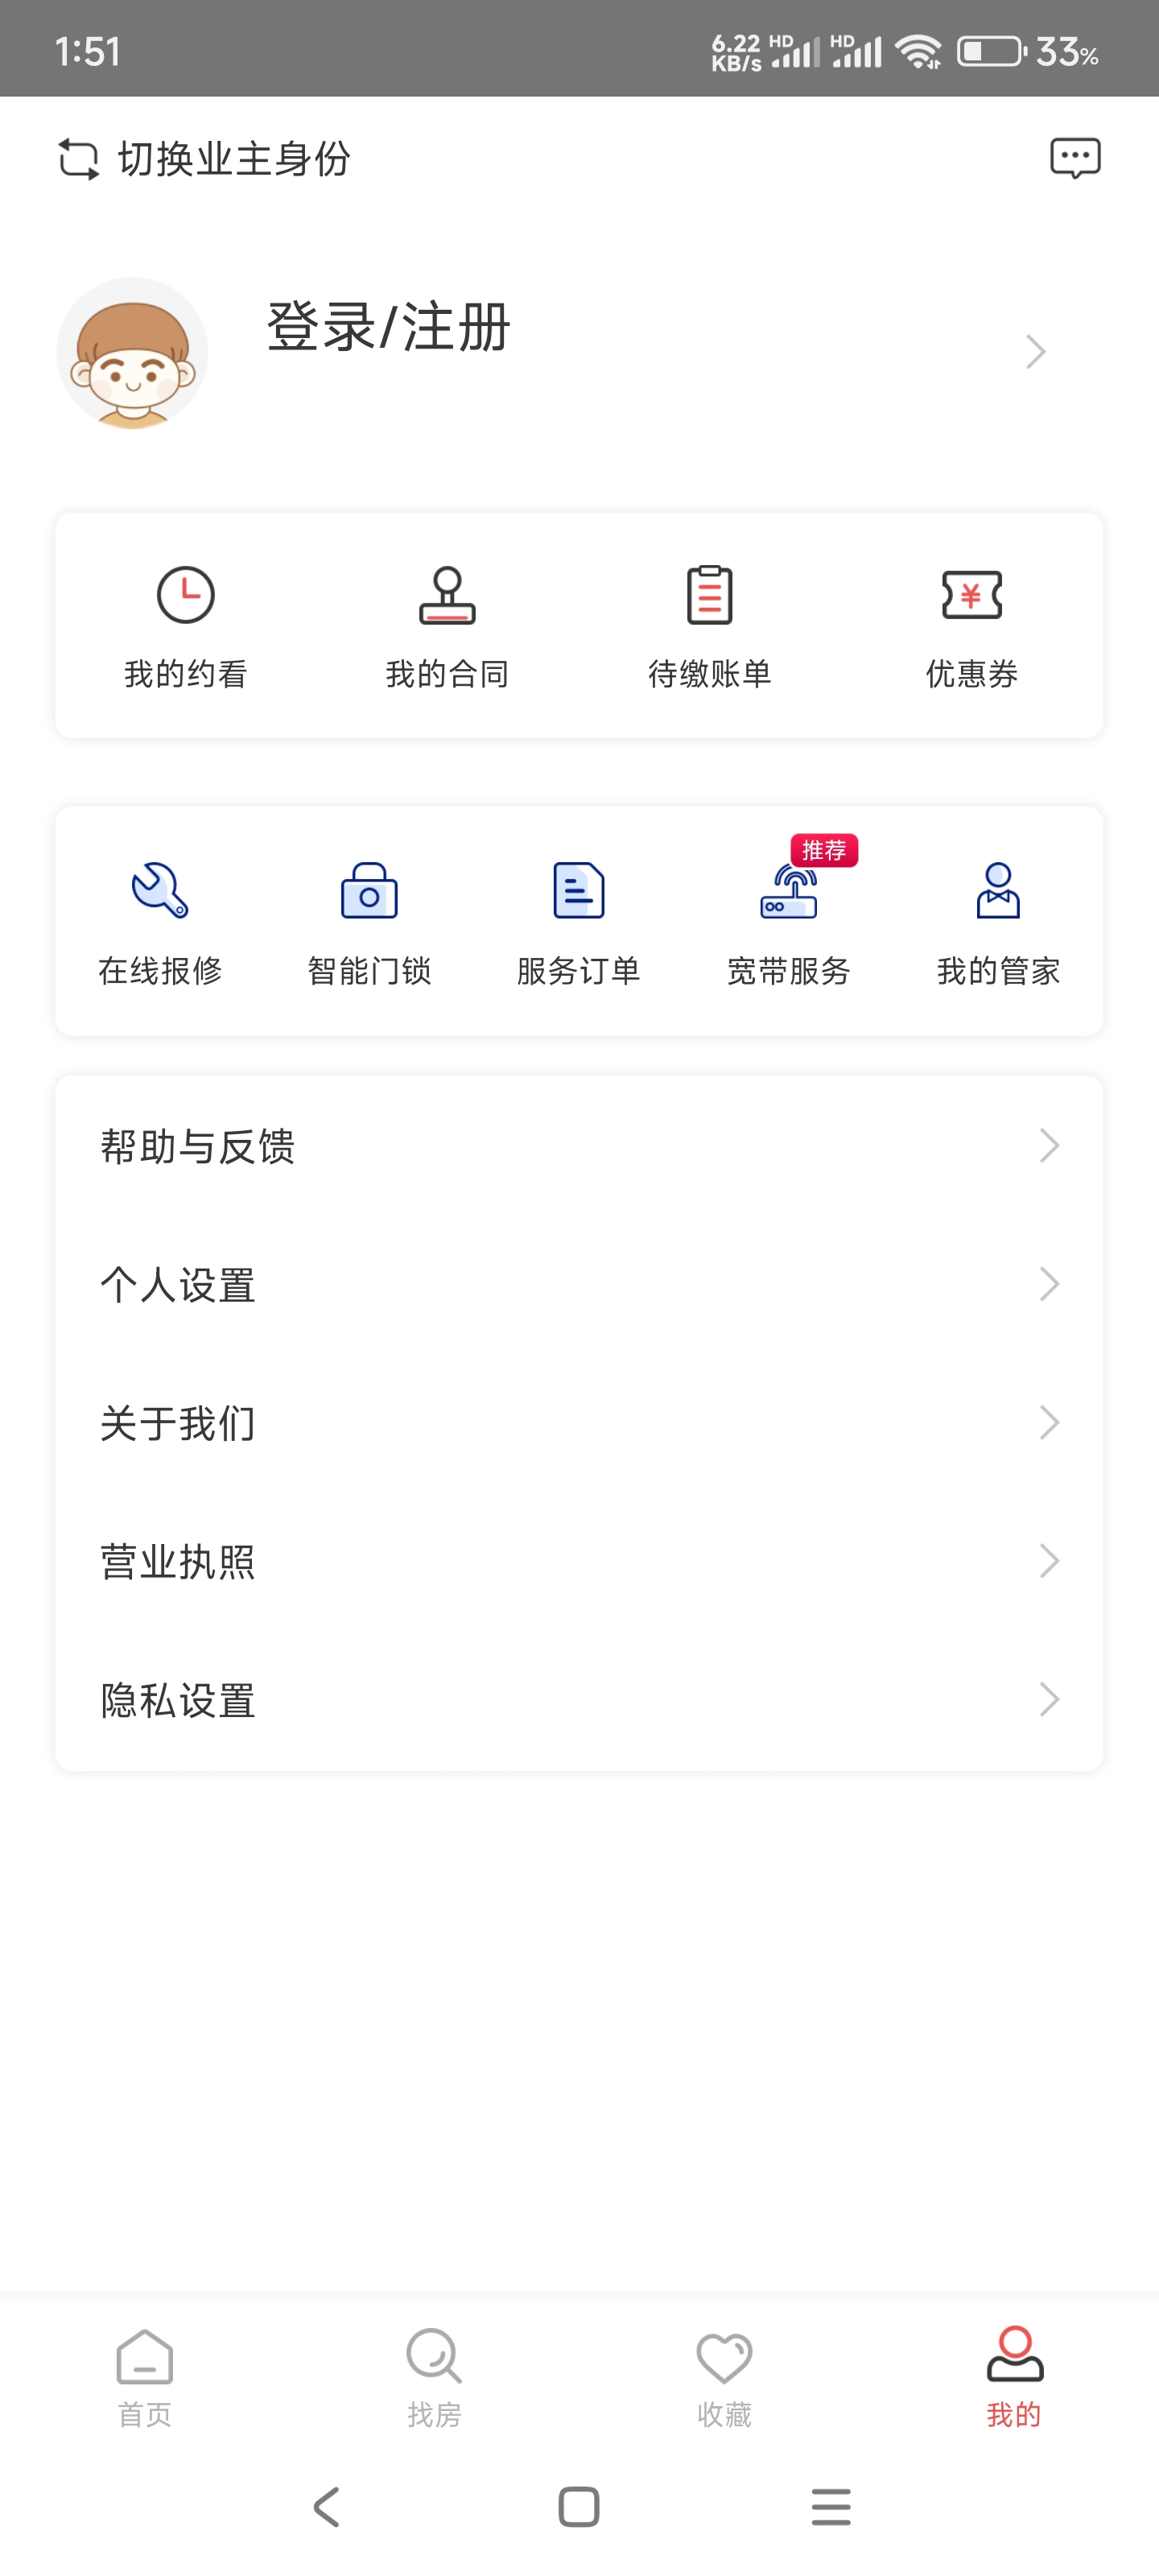 1:51
6.22 KB/s HD HD 33%
切换业主身份
登录/注册
我的约看 我的合同 待缴账单 优惠券
推荐
在线报修 智能门锁 服务订单 宽带服务 我的管家
帮助与反馈
个人设置
关于我们
营业执照
隐私设置
首页 找房 收藏 我的